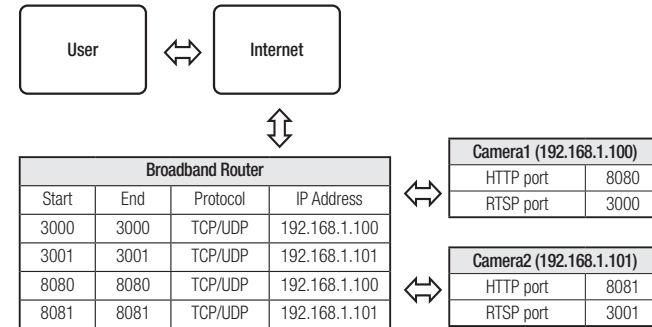 User
Internet
Broadband Router
Start End Protocol IP Address
3000 3000 TCP/UDP 192.168.1.100
3001 3001 TCP/UDP 192.168.1.101
8080 8080 TCP/UDP 192.168.1.100
8081 8081 TCP/UDP 192.168.1.101
Camera1 (192.168.1.100)
HTTP port 8080
RTSP port 3000
Camera2 (192.168.1.101)
HTTP port 8081
RTSP port 3001